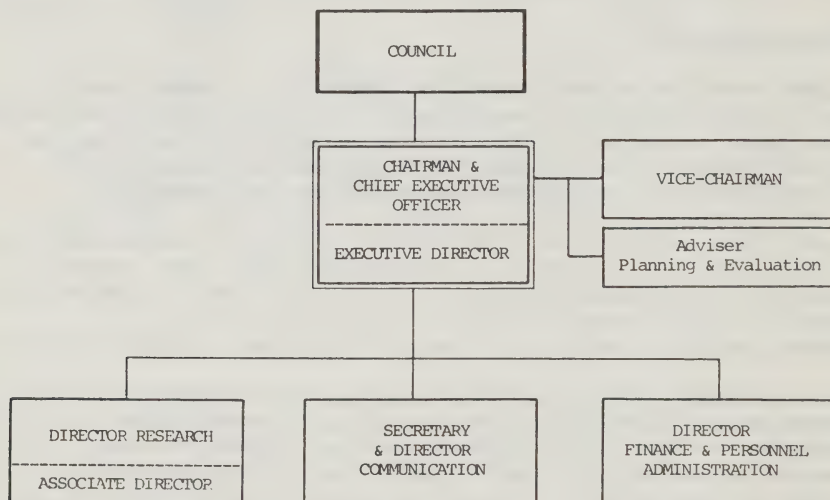 COUNCIL
CHAIRMAN &
CHIEF EXECUTIVE
OFFICER
EXECUTIVE DIRECTOR
VICE-CHAIRMAN
Adviser
Planning & Evaluation
DIRECTOR RESEARCH
ASSOCIATE DIRECTOR
SECRETARY
& DIRECTOR
COMMUNICATION
DIRECTOR
FINANCE & PERSONNEL
ADMINISTRATION